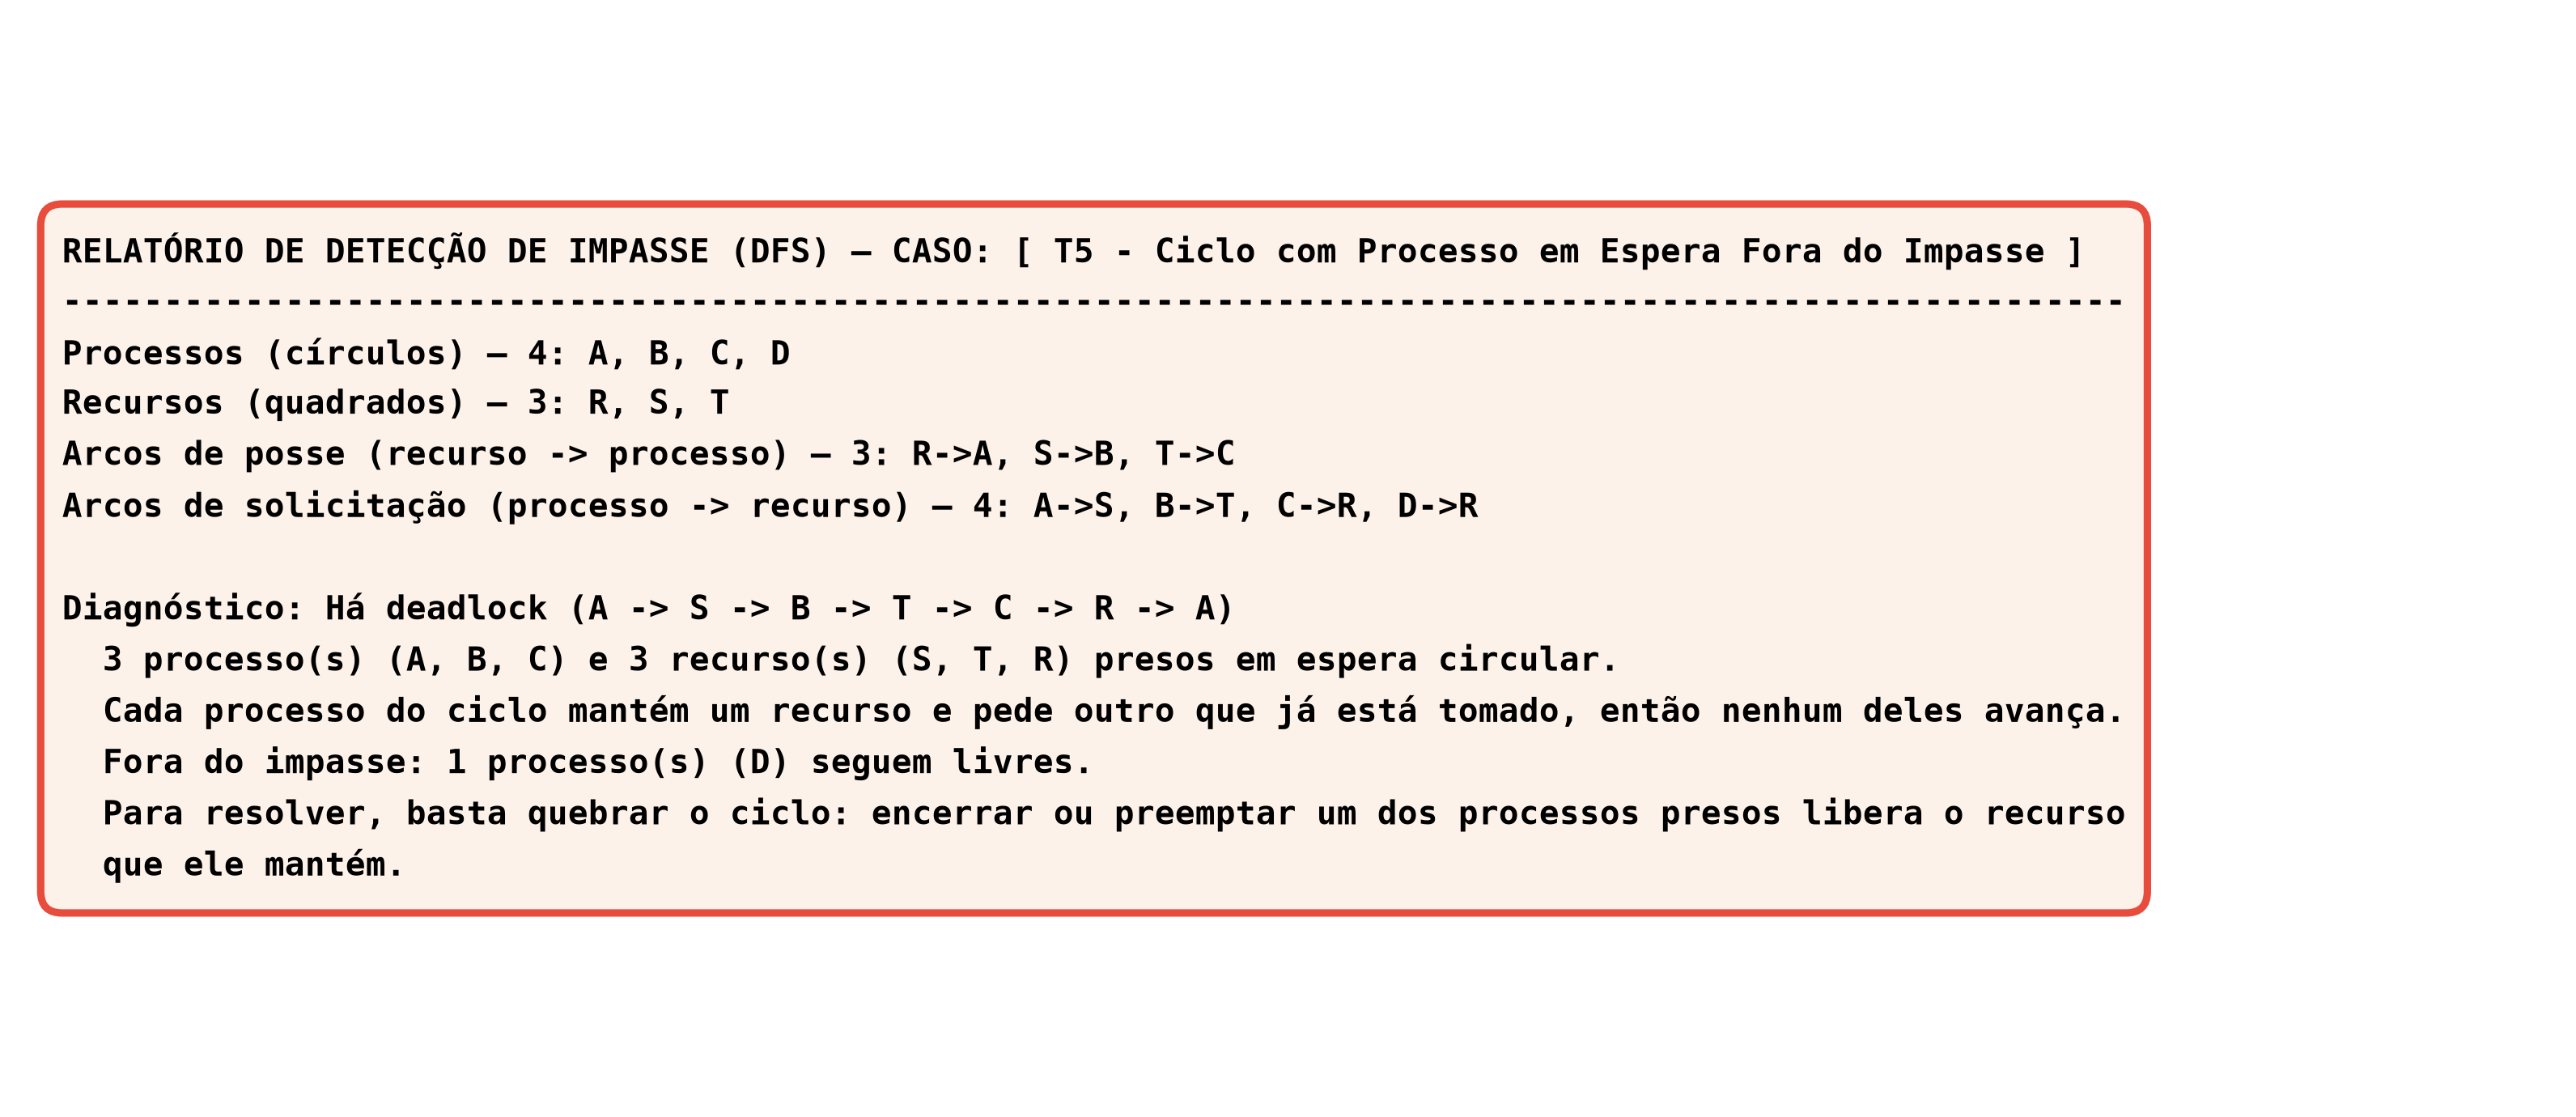 RELATÓRIO DE DETECÇÃO DE IMPASSE (DFS) — CASO: [ T5 - Ciclo com Processo em Espera Fora do Impasse ]
------------------------------------------------------------------------------------------------------
Processos (círculos) — 4: A, B, C, D
Recursos (quadrados) — 3: R, S, T
Arcos de posse (recurso -> processo) — 3: R->A, S->B, T->C
Arcos de solicitação (processo -> recurso) — 4: A->S, B->T, C->R, D->R
Diagnóstico: Há deadlock (A -> S -> B -> T -> C -> R -> A)
3 processo(s) (A, B, C) e 3 recurso(s) (S, T, R) presos em espera circular.
Cada processo do ciclo mantém um recurso e pede outro que já está tomado, então nenhum deles avança.
Fora do impasse: 1 processo(s) (D) seguem livres.
Para resolver, basta quebrar o ciclo: encerrar ou preemptar um dos processos presos libera o recurso
que ele mantém.